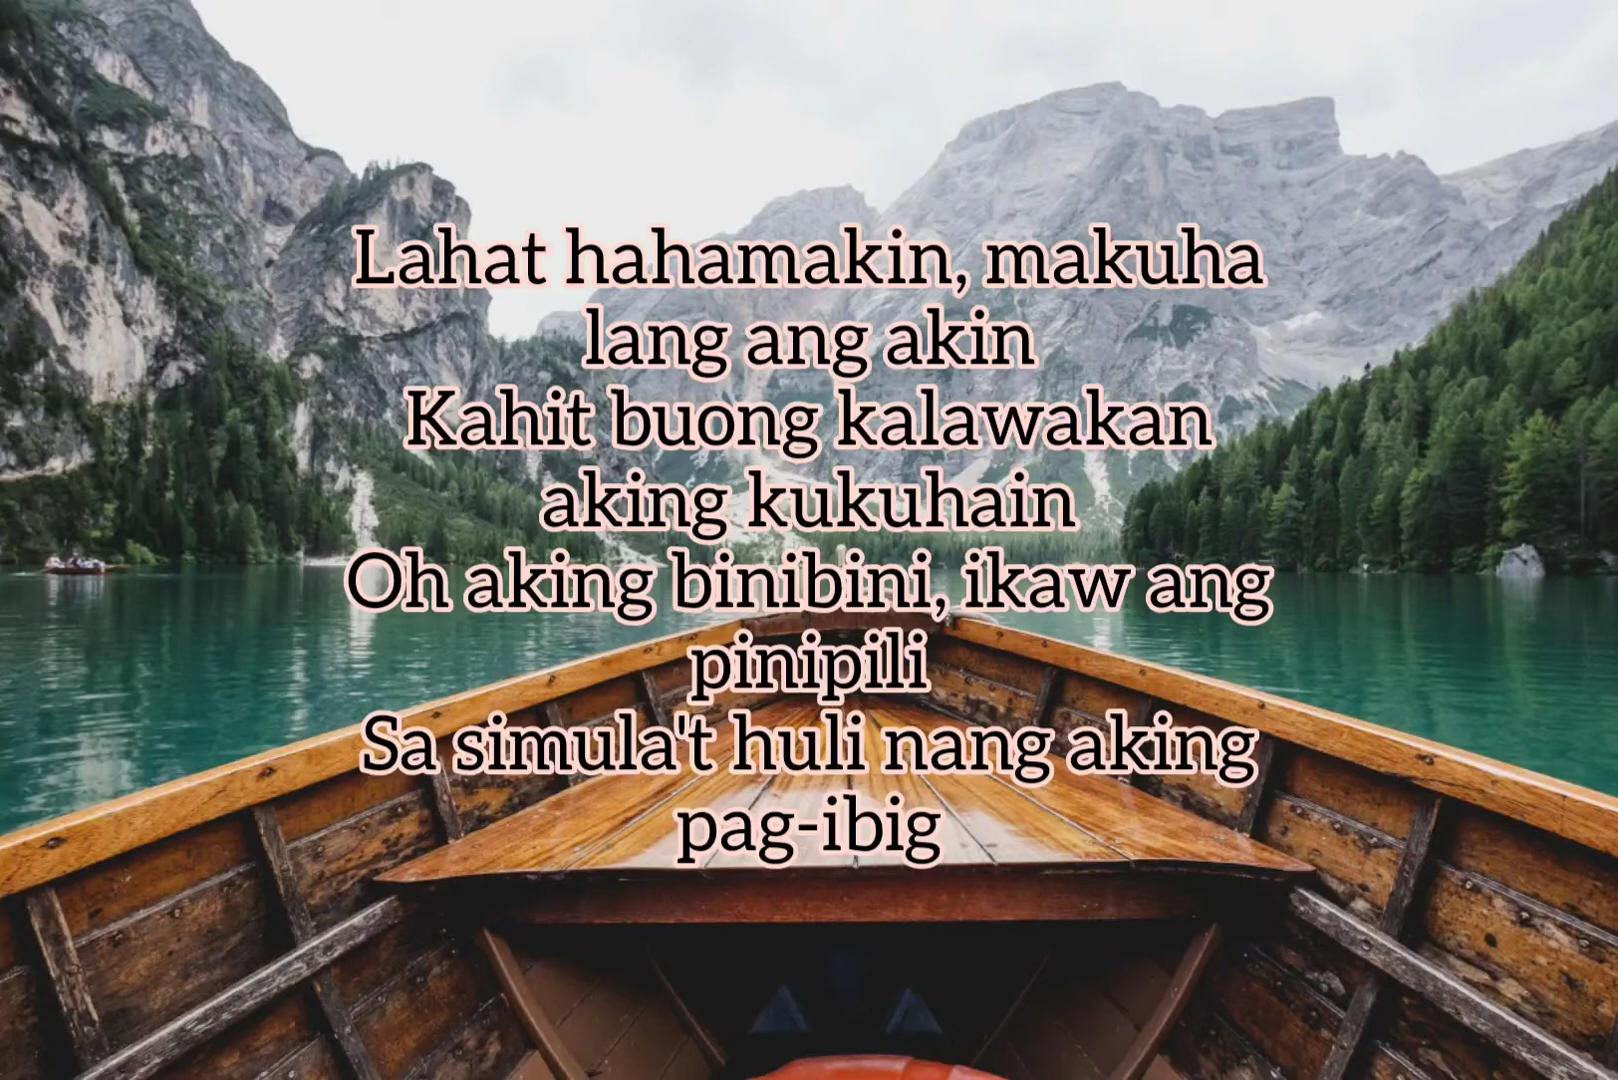 Lahat hahamakin, makuha
lang ang akin
Kahit buong kalawakan
aking kukuhain
Oh aking binibini, ikaw ang
pinipili
Sa simula't huli nang aking
pag-ibig